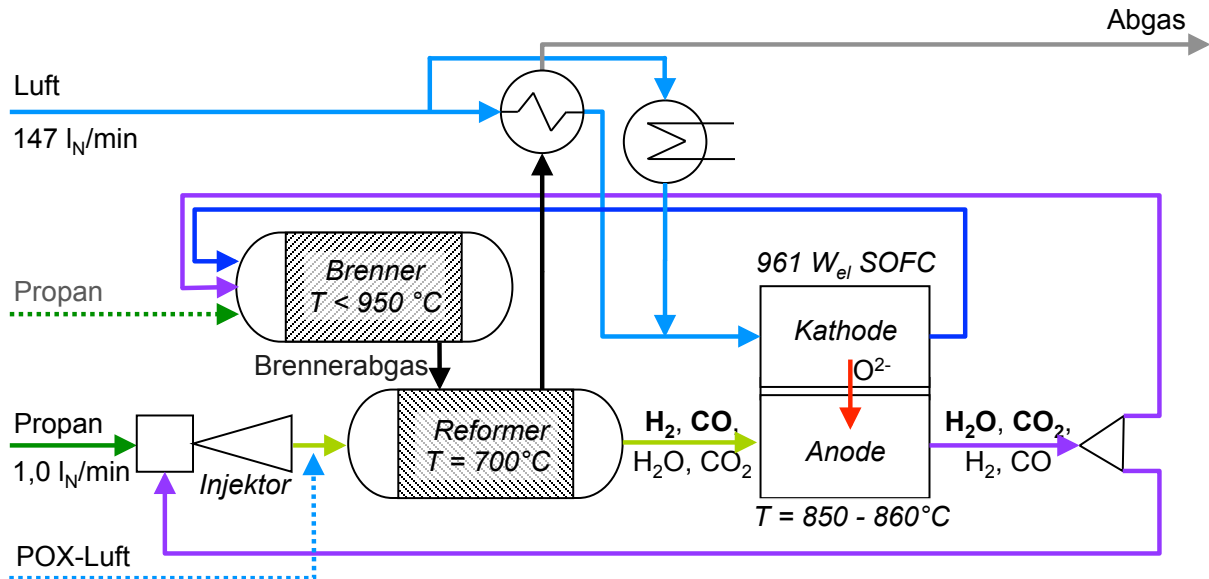 Abgas
Luft
147 lN/min
961 Wel SOFC
Brenner
T < 950 °C
Propan
Kathode
Brennerabgas
O2-
Propan
Reformer
T = 700°C
H2, CO,
H2O, CO2
Anode
H2O, CO2,
H2, CO
1,0 lN/min
Injektor
T = 850 - 860°C
POX-Luft